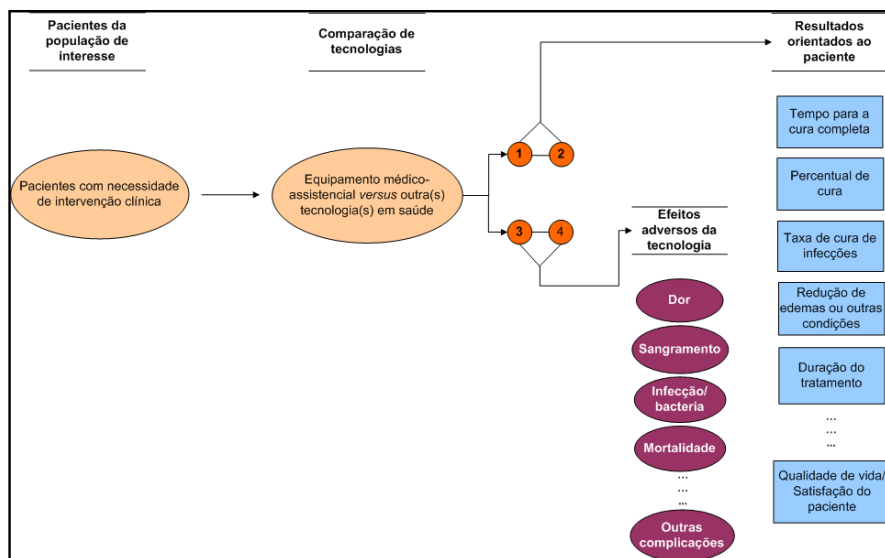 Pacientes da
população de
interesse
Comparação de
tecnologias
Resultados
orientados ao
paciente
Pacientes com necessidade
de intervenção clínica
Equipamento médico-
assistencial versus outra(s)
tecnologia(s) em saúde
1
2
3
4
Efeitos
adversos da
tecnologia
Dor
Sangramento
Infecção/
bacteria
Mortalidade
...
...
...
Outras
complicações
Tempo para a
cura completa
Percentual de
cura
Taxa de cura de
infecções
Redução de
edemas ou outras
condições
Duração do
tratamento
...
...
...
Qualidade de vida/
Satisfação do
paciente